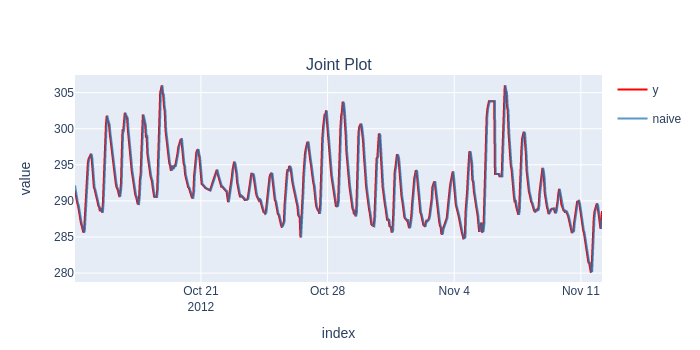 Joint Plot
305
300
295
290
285
280
value
Oct 21
2012
Oct 28
Nov 4
Nov 11
index
y
naive